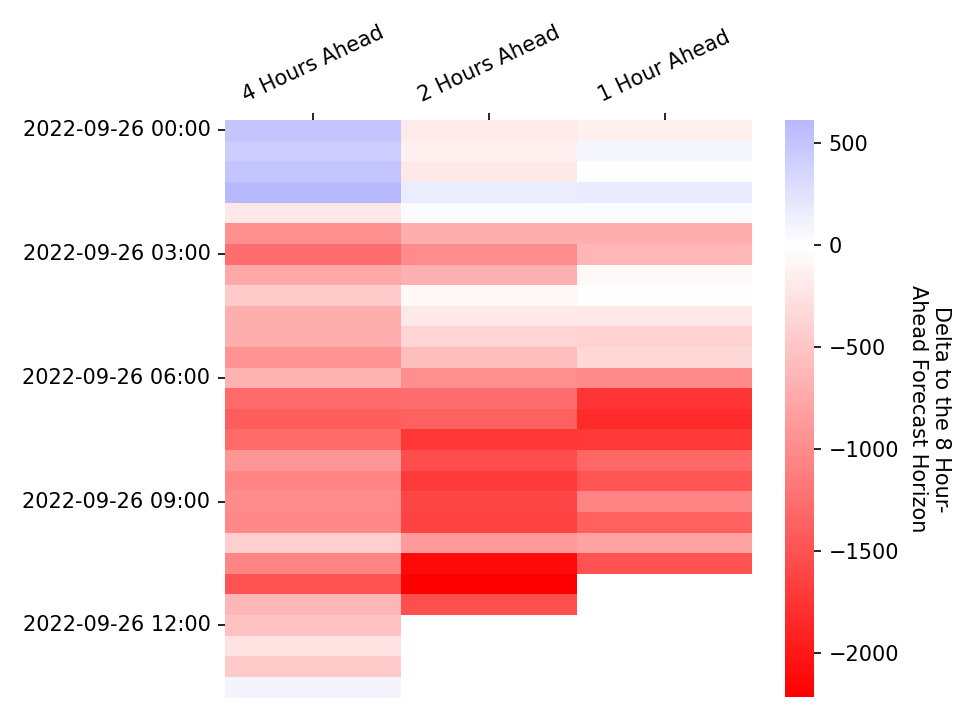 4 Hours Ahead
2 Hours Ahead
1 Hour Ahead
2022-09-26 00:00
2022-09-26 03:00
2022-09-26 06:00
2022-09-26 09:00
2022-09-26 12:00
500
0
−500
−1000
−1500
−2000
Delta to the 8 Hour-
Ahead Forecast Horizon